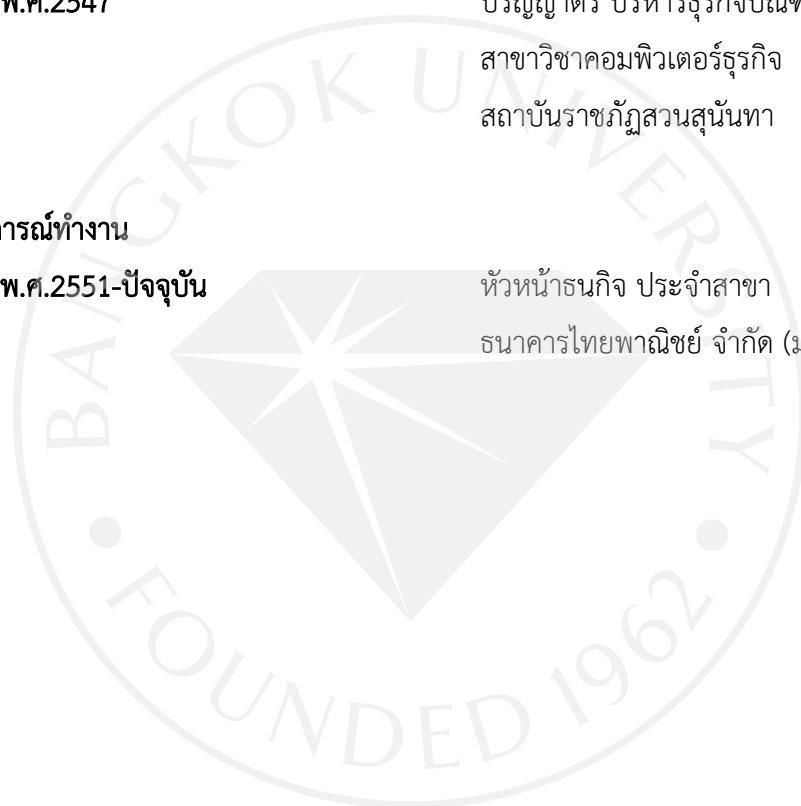 พ.ศ.2547
ปริญญาตรี บริหารธุรกิจบัณฑ
สาขาวิชาคอมพิวเตอร์ธุรกิจ
สถาบันราชภัฏสวนสุนันทา
ารณ์ทำงาน
พ.ศ.2551-ปัจจุบัน
หัวหน้าธนกิจ ประจำสาขา
ธนาคารไทยพาณิชย์ จำกัด (ม
BANGKOK UNIVERSITY
FOUNDED 1962